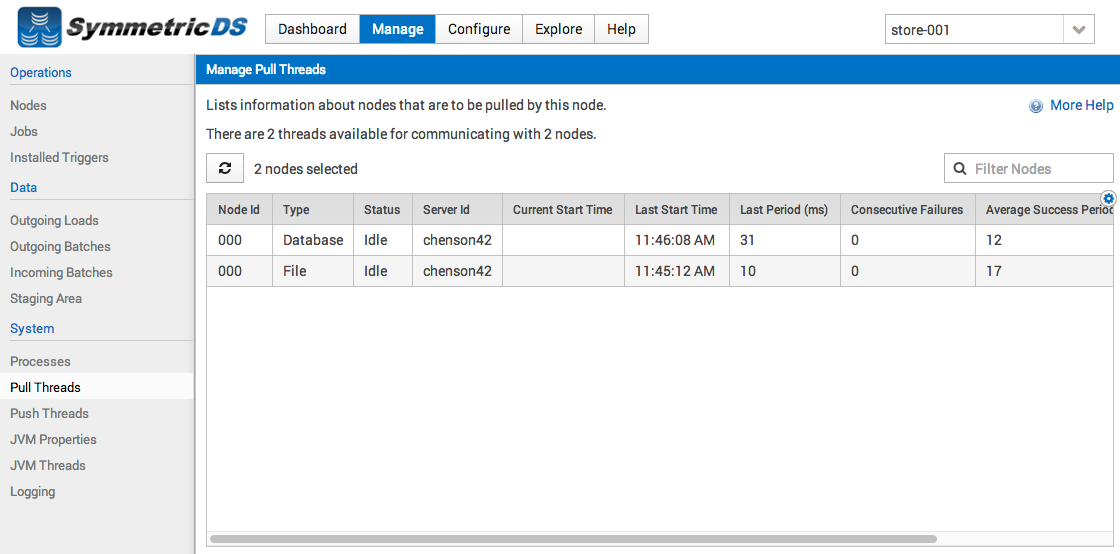 SymmetricDS
Dashboard Manage Configure Explore Help
store-001
Operations
Nodes
Jobs
Installed Triggers
Data
Outgoing Loads
Outgoing Batches
Incoming Batches
Staging Area
System
Processes
Pull Threads
Push Threads
JVM Properties
JVM Threads
Logging
Manage Pull Threads
Lists information about nodes that are to be pulled by this node.
More Help
There are 2 threads available for communicating with 2 nodes.
2 nodes selected
Filter Nodes
Node Id Type Status Server Id Current Start Time Last Start Time Last Period (ms) Consecutive Failures Average Success Period
000 Database Idle chenson42 11:46:08 AM 31 0 12
000 File Idle chenson42 11:45:12 AM 10 0 17